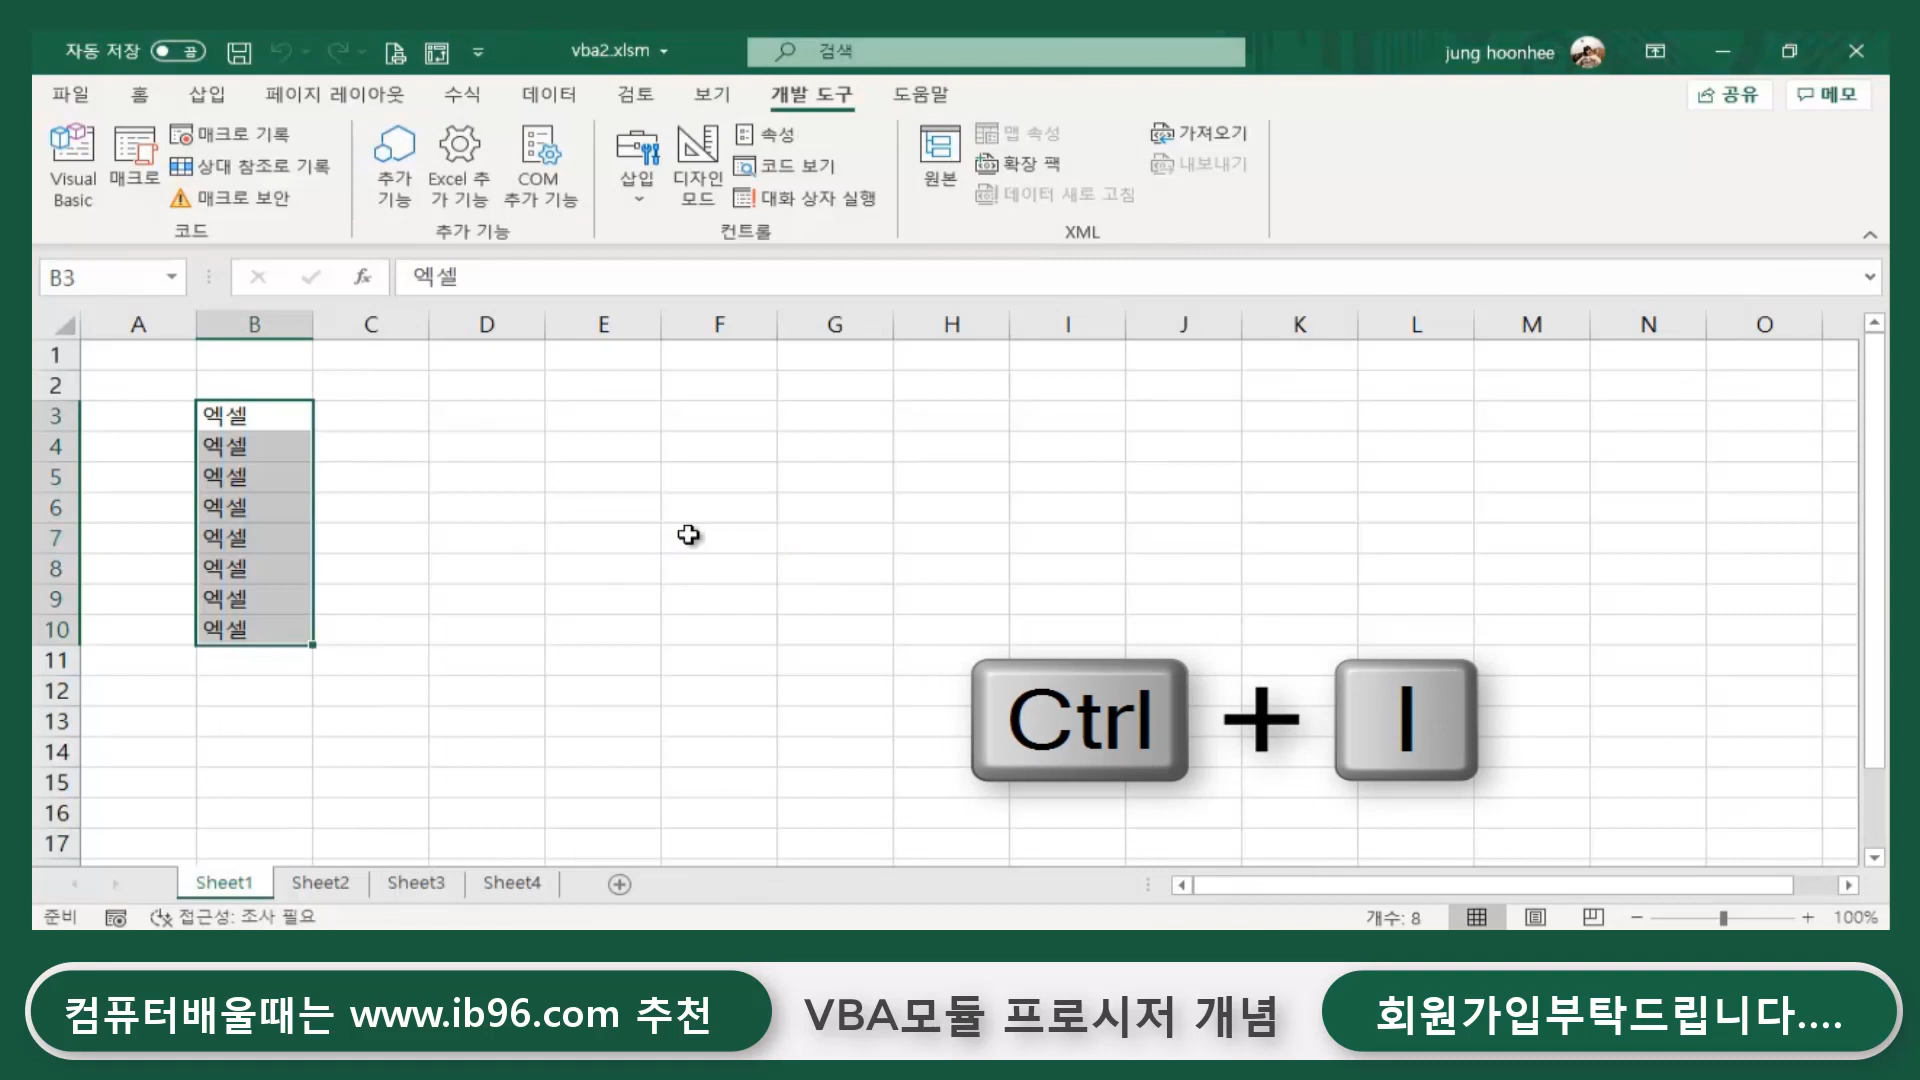 자동 저장 끔 vba2.xlsm 검색 jung hoonhee
파일 홈 삽입 페이지 레이아웃 수식 데이터 검토 보기 개발 도구 도움말 공유 메모
Visual Basic
매크로
매크로 기록
상대 참조로 기록
매크로 보안
코드
추가 기능
Excel 추가 기능
COM 추가 기능
추가 기능
삽입
디자인 모드
속성
코드 보기
대화 상자 실행
컨트롤
원본
맵 속성
확장 팩
데이터 새로 고침
가져오기
내보내기
XML
B3 fx 엑셀
A B C D E F G H I J K L M N O
1
2
3 엑셀
4 엑셀
5 엑셀
6 엑셀
7 엑셀
8 엑셀
9 엑셀
10 엑셀
11
12
13
14
15
16
17
Ctrl + I
Sheet1 Sheet2 Sheet3 Sheet4
준비 접근성: 조사 필요 개수: 8 100%
컴퓨터배울때는 www.ib96.com 추천
VBA모듈 프로시저 개념
회원가입부탁드립니다....